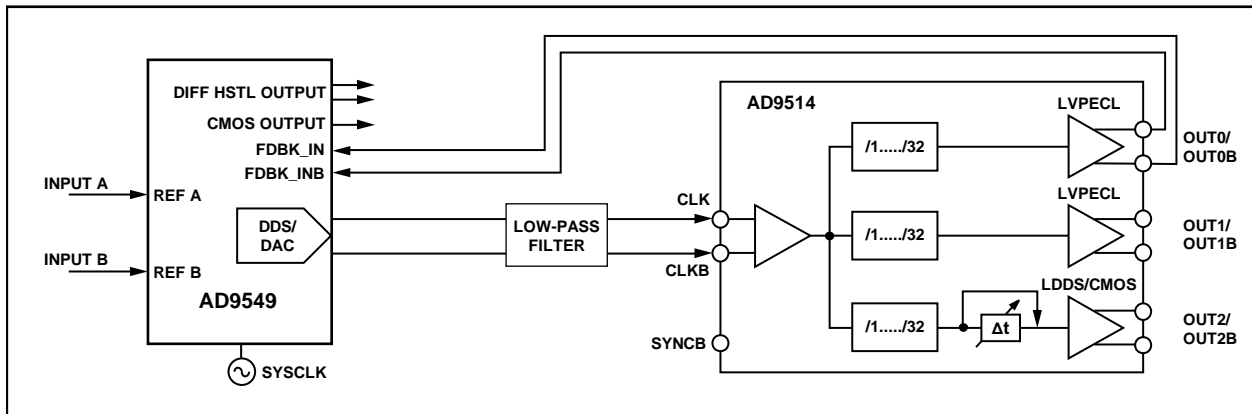 DIFF HSTL OUTPUT
CMOS OUTPUT
FDBK_IN
FDBK_INB
INPUT A
REF A
DDS/
DAC
INPUT B
REF B
AD9549
SYSCLK
LOW-PASS
FILTER
AD9514
CLK
CLKB
SYNCB
/1...../32
/1...../32
/1...../32
Δt
LVPECL
LVPECL
LDDS/CMOS
OUT0/
OUT0B
OUT1/
OUT1B
OUT2/
OUT2B